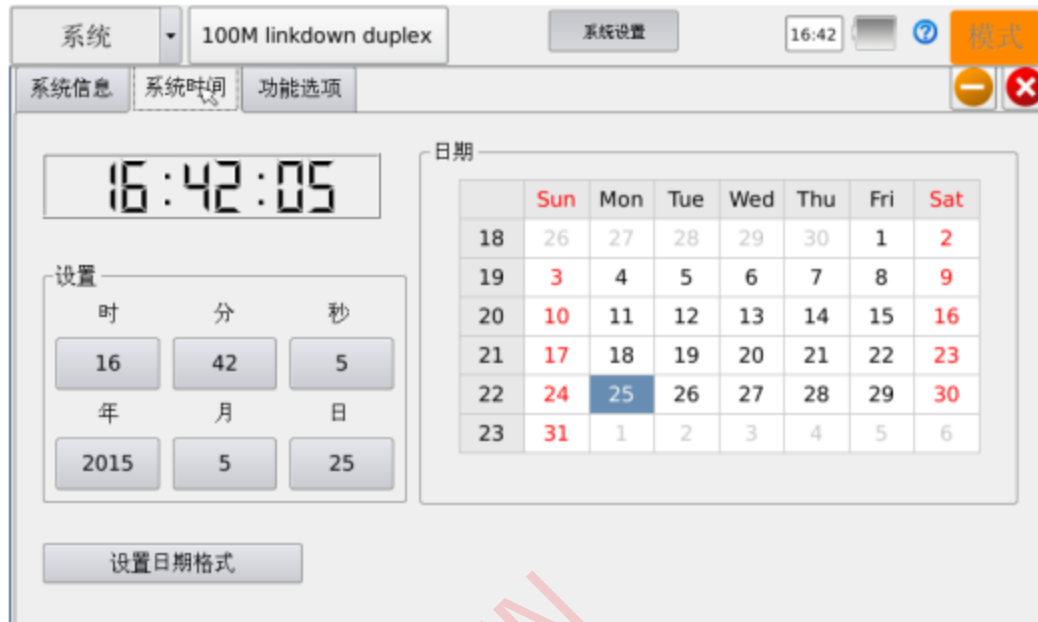 系统 100M linkdown duplex 系统设置 16:42 模式
系统信息 系统时间 功能选项
16:42:05
日期
Sun Mon Tue Wed Thu Fri Sat
18 26 27 28 29 30 1 2
19 3 4 5 6 7 8 9
20 10 11 12 13 14 15 16
21 17 18 19 20 21 22 23
22 24 25 26 27 28 29 30
23 31 1 2 3 4 5 6
设置
时 分 秒
16 42 5
年 月 日
2015 5 25
设置日期格式